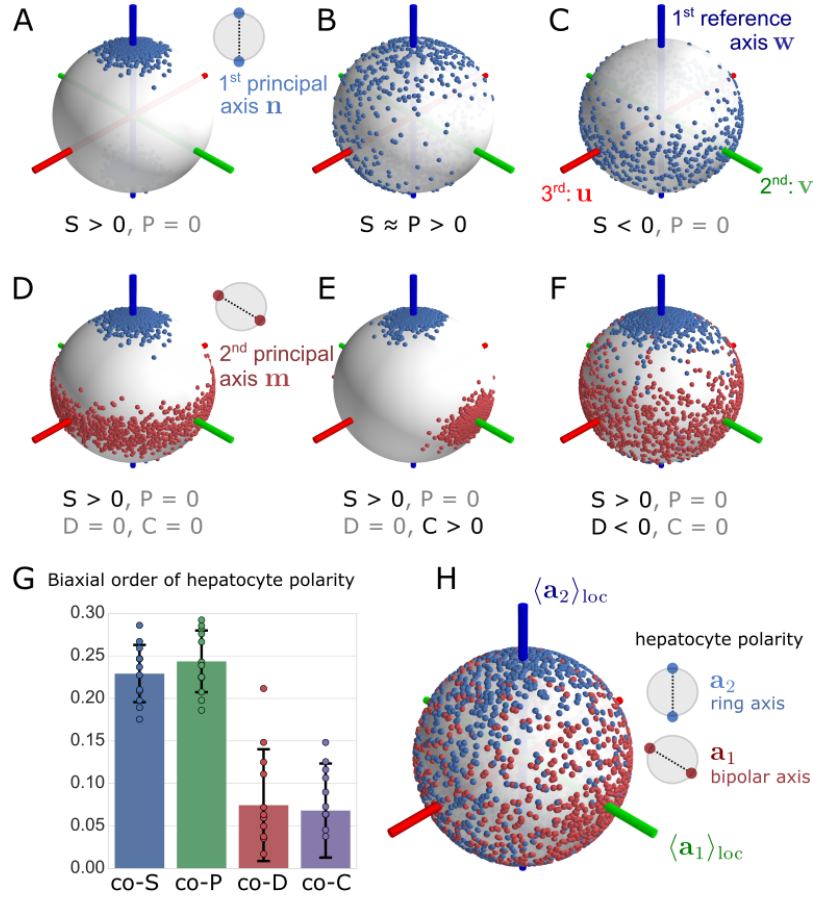 A
1st principal
axis n
S > 0, P = 0
B
S ≈ P > 0
C
1st reference
axis w
3rd: u
2nd: v
S < 0, P = 0
D
2nd principal
axis m
S > 0, P = 0
D = 0, C = 0
E
S > 0, P = 0
D = 0, C > 0
F
S > 0, P = 0
D < 0, C = 0
G
Biaxial order of hepatocyte polarity
0.30
0.25
0.20
0.15
0.10
0.05
0.00
co-S co-P co-D co-C
H
⟨a₂⟩loc
hepatocyte polarity
a₂
ring axis
a₁
bipolar axis
⟨a₁⟩loc